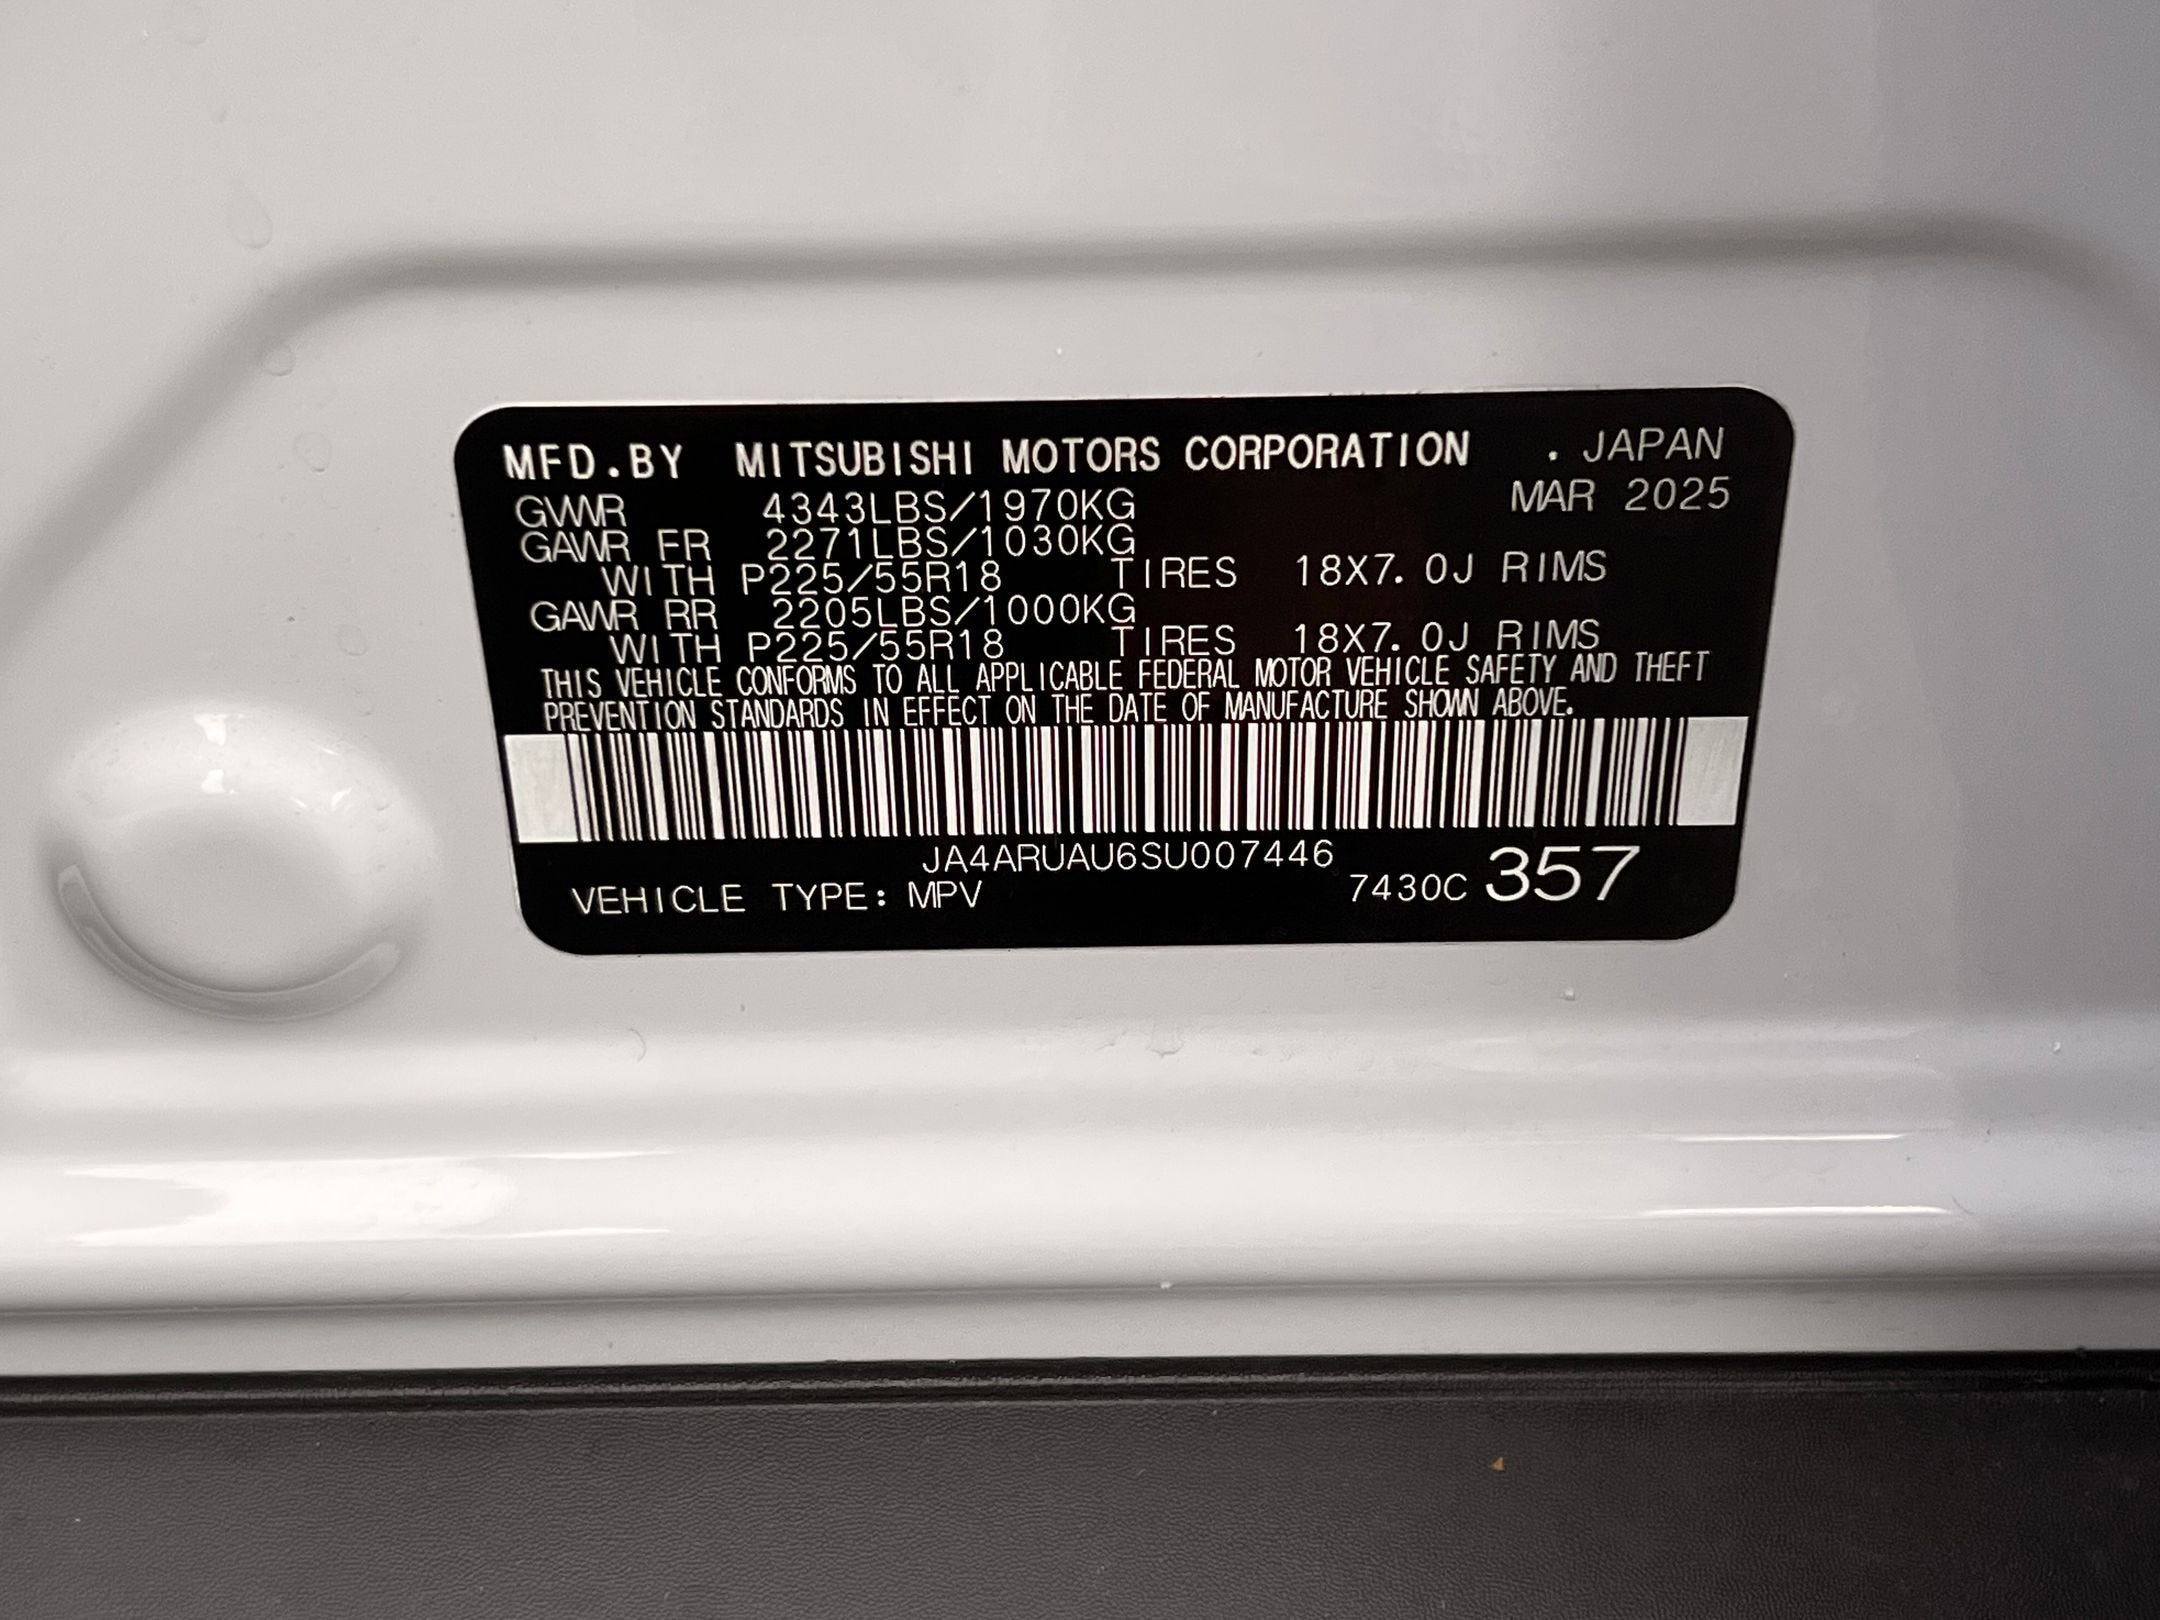 MFD.BY MITSUBISHI MOTORS CORPORATION . JAPAN
MAR 2025
GVWR 4343LBS/1970KG
GAWR FR 2271LBS/1030KG
WITH P225/55R18 TIRES 18X7.0J RIMS
GAWR RR 2205LBS/1000KG
WITH P225/55R18 TIRES 18X7.0J RIMS
THIS VEHICLE CONFORMS TO ALL APPLICABLE FEDERAL MOTOR VEHICLE SAFETY AND THEFT
PREVENTION STANDARDS IN EFFECT ON THE DATE OF MANUFACTURE SHOWN ABOVE.
JA4ARUAU6SU007446
VEHICLE TYPE: MPV 7430C 357